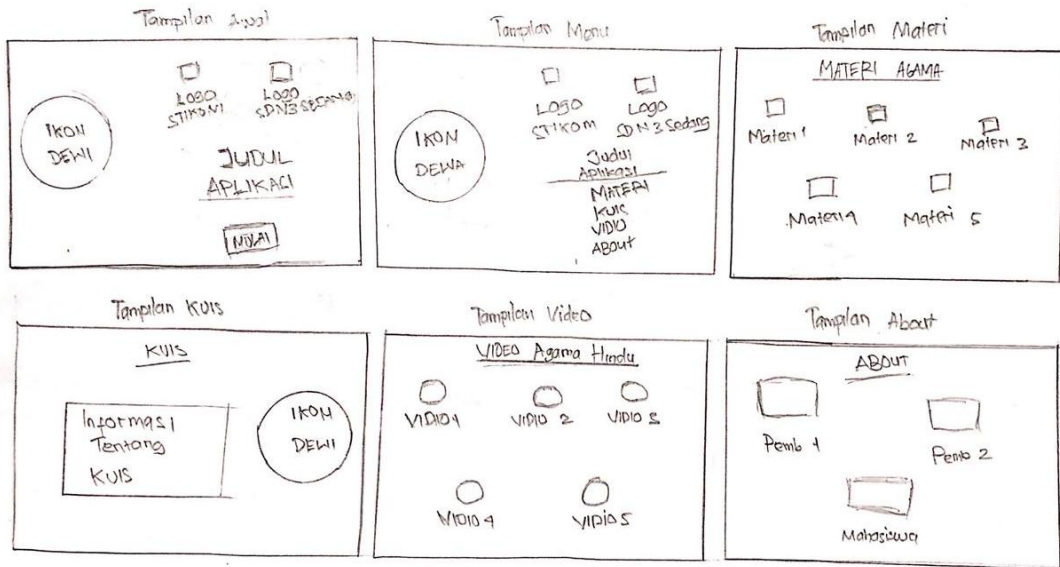 Tampilan Awal
LOGO
STIKOM
LOGO
SDN3 SEDANG
IKON
DEWI
JUDUL
APLIKASI
MULAI
Tampilan Menu
LOGO
STIKOM
LOGO
SDN 3 Sedang
IKON
DEWA
Judul
Aplikasi
MATERI
KUIS
VIDIO
ABOUT
Tampilan Materi
MATERI AGAMA
Materi 1
Materi 2
Materi 3
Materi 4
Materi 5
Tampilan KUIS
KUIS
Informasi
Tentang
KUIS
IKON
DEWI
Tampilan Video
VIDEO Agama Hindu
VIDIO 1
VIDIO 2
VIDIO 3
VIDIO 4
VIDIO 5
Tampilan About
ABOUT
Pemb 1
Pemb 2
Mahasiswa